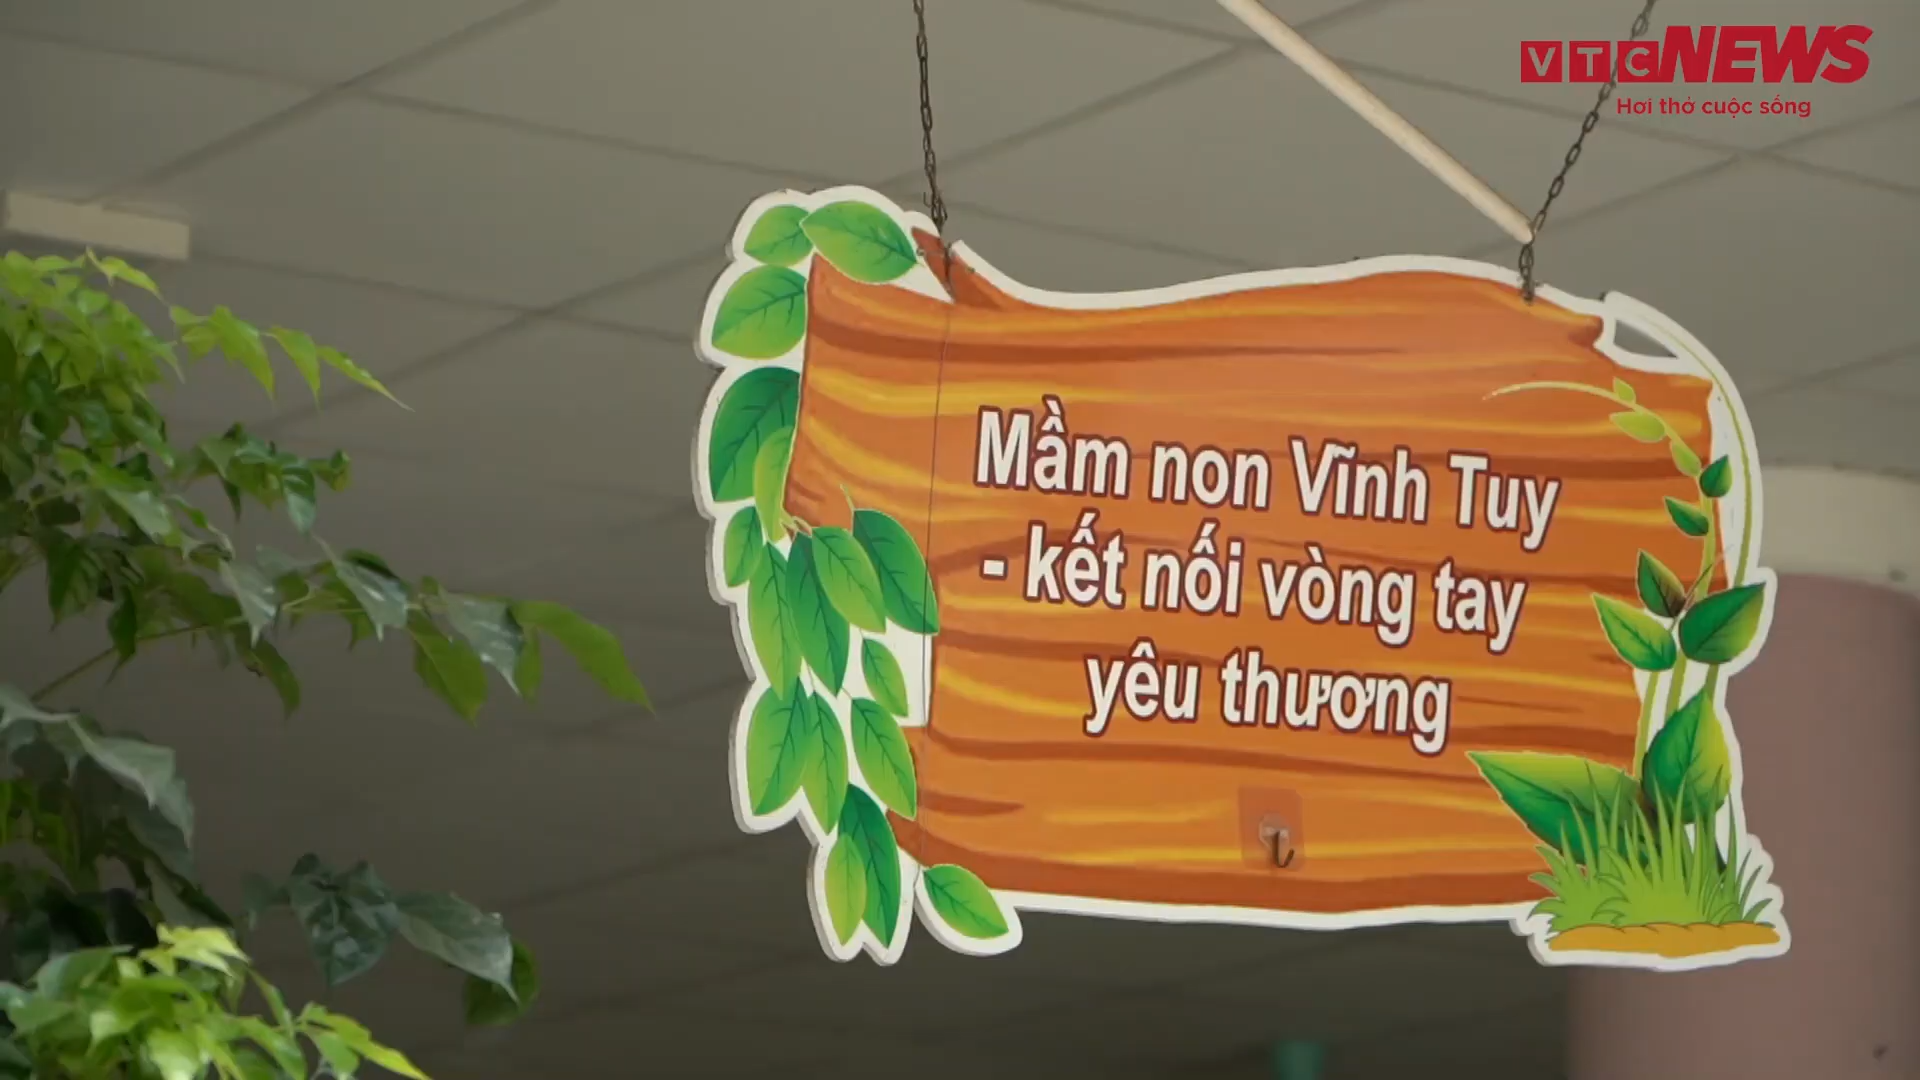 VTC NEWS
Hơi thở cuộc sống
Mầm non Vĩnh Tuy
- kết nối vòng tay
yêu thương